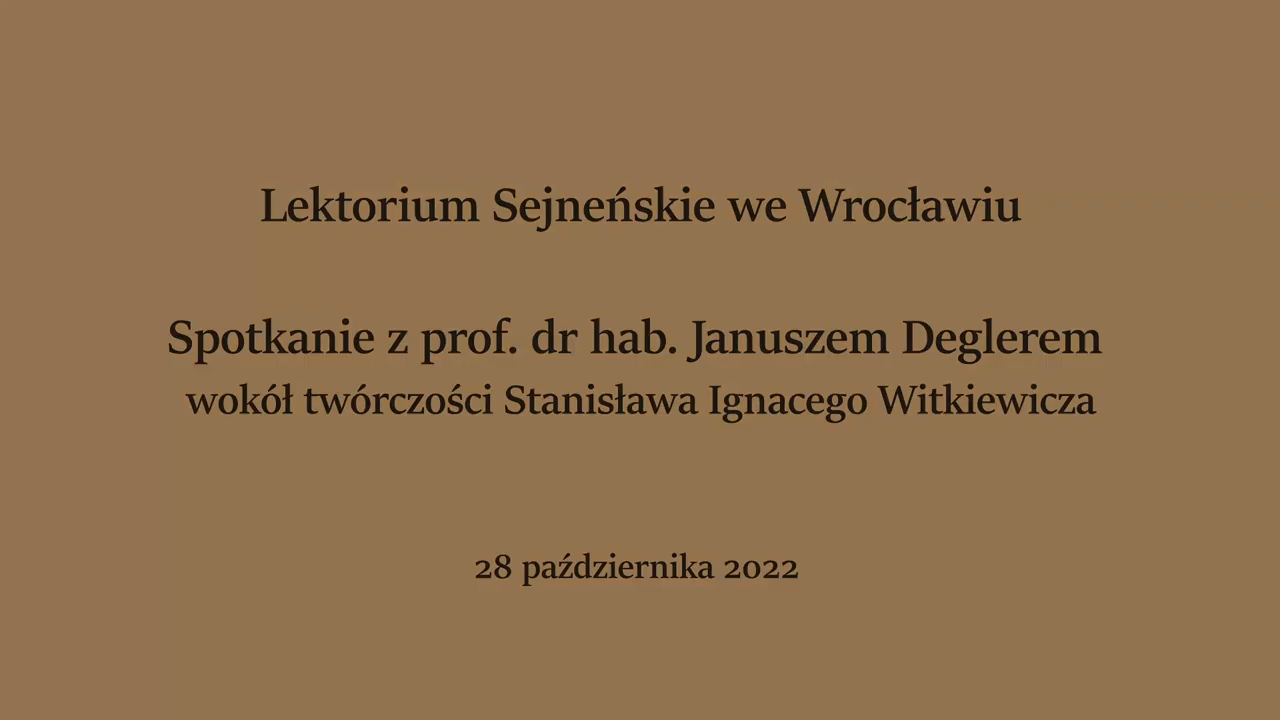 Lektorium Sejneńskie we Wrocławiu
Spotkanie z prof. dr hab. Januszem Deglerem
wokół twórczości Stanisława Ignacego Witkiewicza
28 października 2022